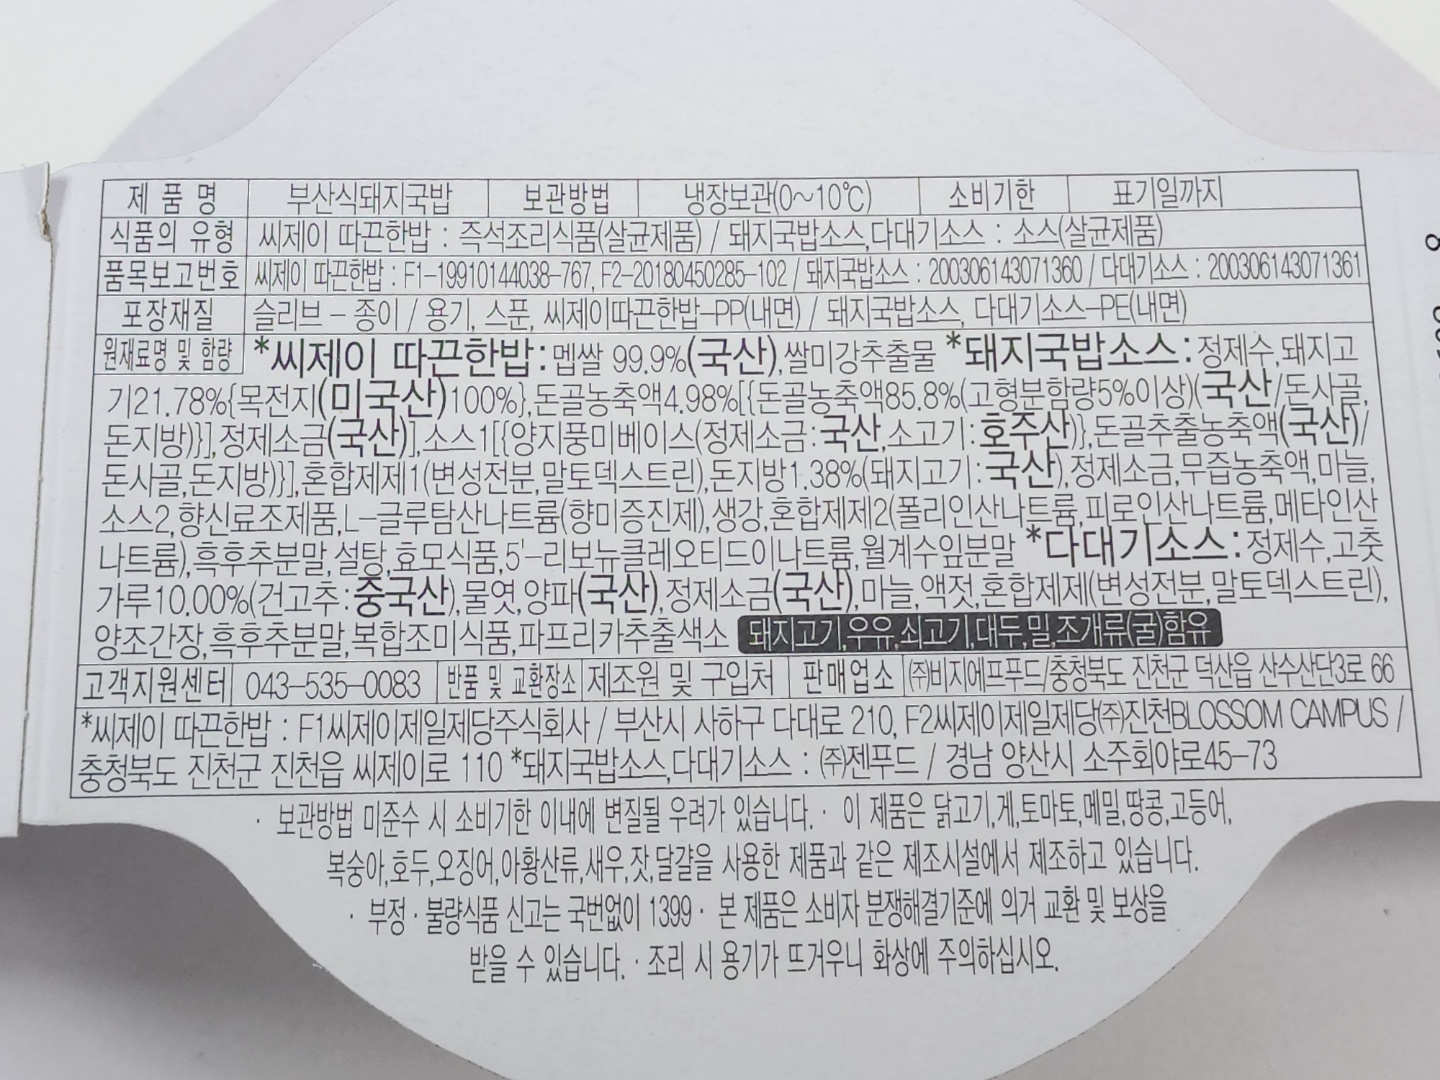 제 품 명 부산식돼지국밥 보관방법 냉장보관(0~10℃) 소비기한 표기일까지
식품의 유형 씨제이 따끈한밥 : 즉석조리식품(살균제품) / 돼지국밥소스,다대기소스 : 소스(살균제품)
품목보고번호 씨제이 따끈한밥 : F1-19910144038-767, F2-20180450285-102 / 돼지국밥소스 : 200306143071360 / 다대기소스 : 200306143071361
포장재질 슬리브 - 종이 / 용기, 스푼, 씨제이따끈한밥-PP(내면) / 돼지국밥소스, 다대기소스-PE(내면)
원재료명 및 함량 *씨제이 따끈한밥:멥쌀 99.9%(국산),쌀미강추출물 *돼지국밥소스:정제수,돼지고
기21.78%{목전지(미국산)100%},돈골농축액4.98%[{돈골농축액85.8%(고형분함량5%이상)(국산/돈사골,
돈지방)}],정제소금(국산)],소스1[{양지풍미베이스(정제소금:국산,소고기:호주산)},돈골추출농축액(국산)/
돈사골,돈지방)}],혼합제제1(변성전분,말토덱스트린),돈지방1.38%(돼지고기:국산),정제소금,무즙농축액,마늘,
소스2,향신료조제품,L-글루탐산나트륨(향미증진제),생강,혼합제제2(폴리인산나트륨,피로인산나트륨,메타인산
나트륨),흑후추분말,설탕,효모식품,5'-리보뉴클레오티드이나트륨,월계수잎분말 *다대기소스:정제수,고춧
가루10.00%(건고추:중국산),물엿,양파(국산),정제소금(국산),마늘,액젓,혼합제제(변성전분,말토덱스트린),
양조간장,흑후추분말,복합조미식품,파프리카추출색소 돼지고기,우유,쇠고기,대두,밀,조개류(굴)함유
고객지원센터 043-535-0083 반품 및 교환장소 제조원 및 구입처 판매업소 ㈜비지에프푸드/충청북도 진천군 덕산읍 산수산단3로 66
*씨제이 따끈한밥 : F1씨제이제일제당주식회사 / 부산시 사하구 다대로 210, F2씨제이제일제당㈜진천BLOSSOM CAMPUS /
충청북도 진천군 진천읍 씨제이로 110 *돼지국밥소스,다대기소스 : ㈜젠푸드 / 경남 양산시 소주회야로45-73
· 보관방법 미준수 시 소비기한 이내에 변질될 우려가 있습니다. · 이 제품은 닭고기,게,토마토,메밀,땅콩,고등어,
복숭아,호두,오징어,아황산류,새우,잣,달걀을 사용한 제품과 같은 제조시설에서 제조하고 있습니다.
· 부정 · 불량식품 신고는 국번없이 1399 · 본 제품은 소비자 분쟁해결기준에 의거 교환 및 보상을
받을 수 있습니다. · 조리 시 용기가 뜨거우니 화상에 주의하십시오.